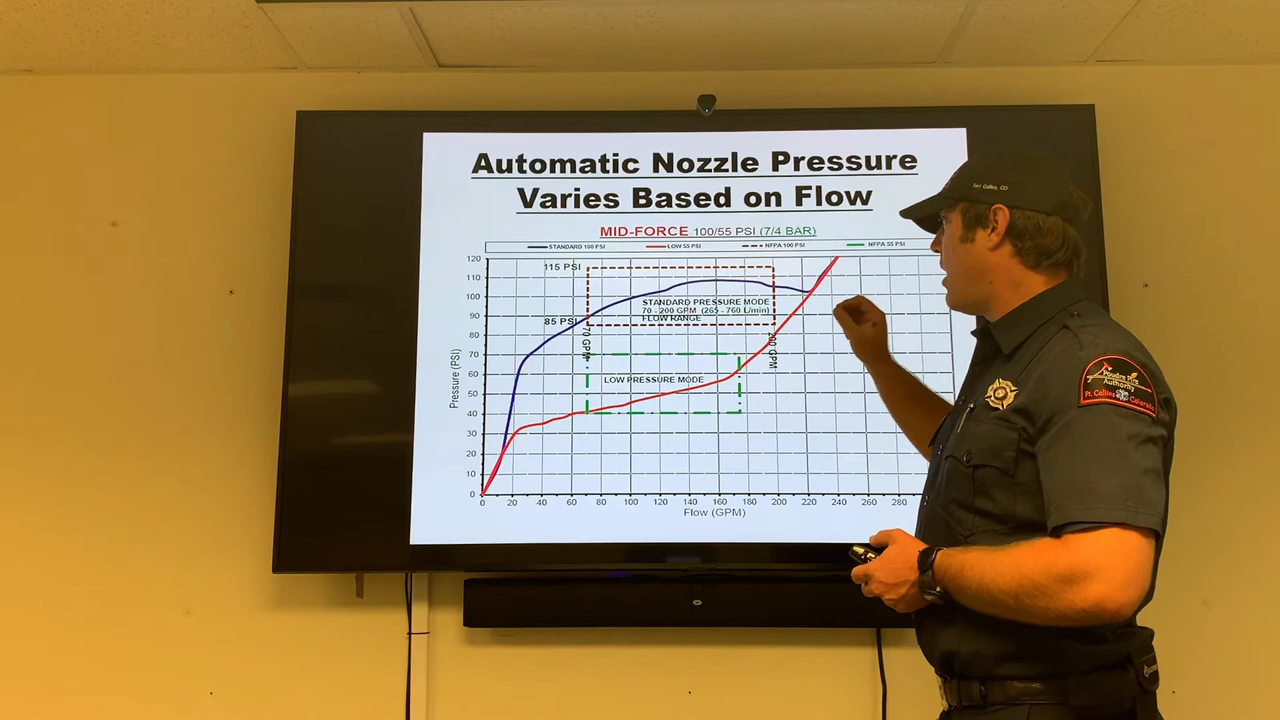 Automatic Nozzle Pressure
Varies Based on Flow
MID-FORCE 100/55 PSI (7/4 BAR)
STANDARD 100 PSI LOW 55 PSI NFPA 100 PSI NFPA 55 PSI
120
110
100
90
80
70
60
50
40
30
20
10
0
Pressure (PSI)
115 PSI
85 PSI
STANDARD PRESSURE MODE
70 - 200 GPM (265 - 760 L/min)
FLOW RANGE
70 GPM
GPM
LOW PRESSURE MODE
0 20 40 60 80 100 120 140 160 180 200 220 240 260 280
Flow (GPM)
Fort Collins, CO
Poudre Fire
Authority
Ft. Collins Colorado